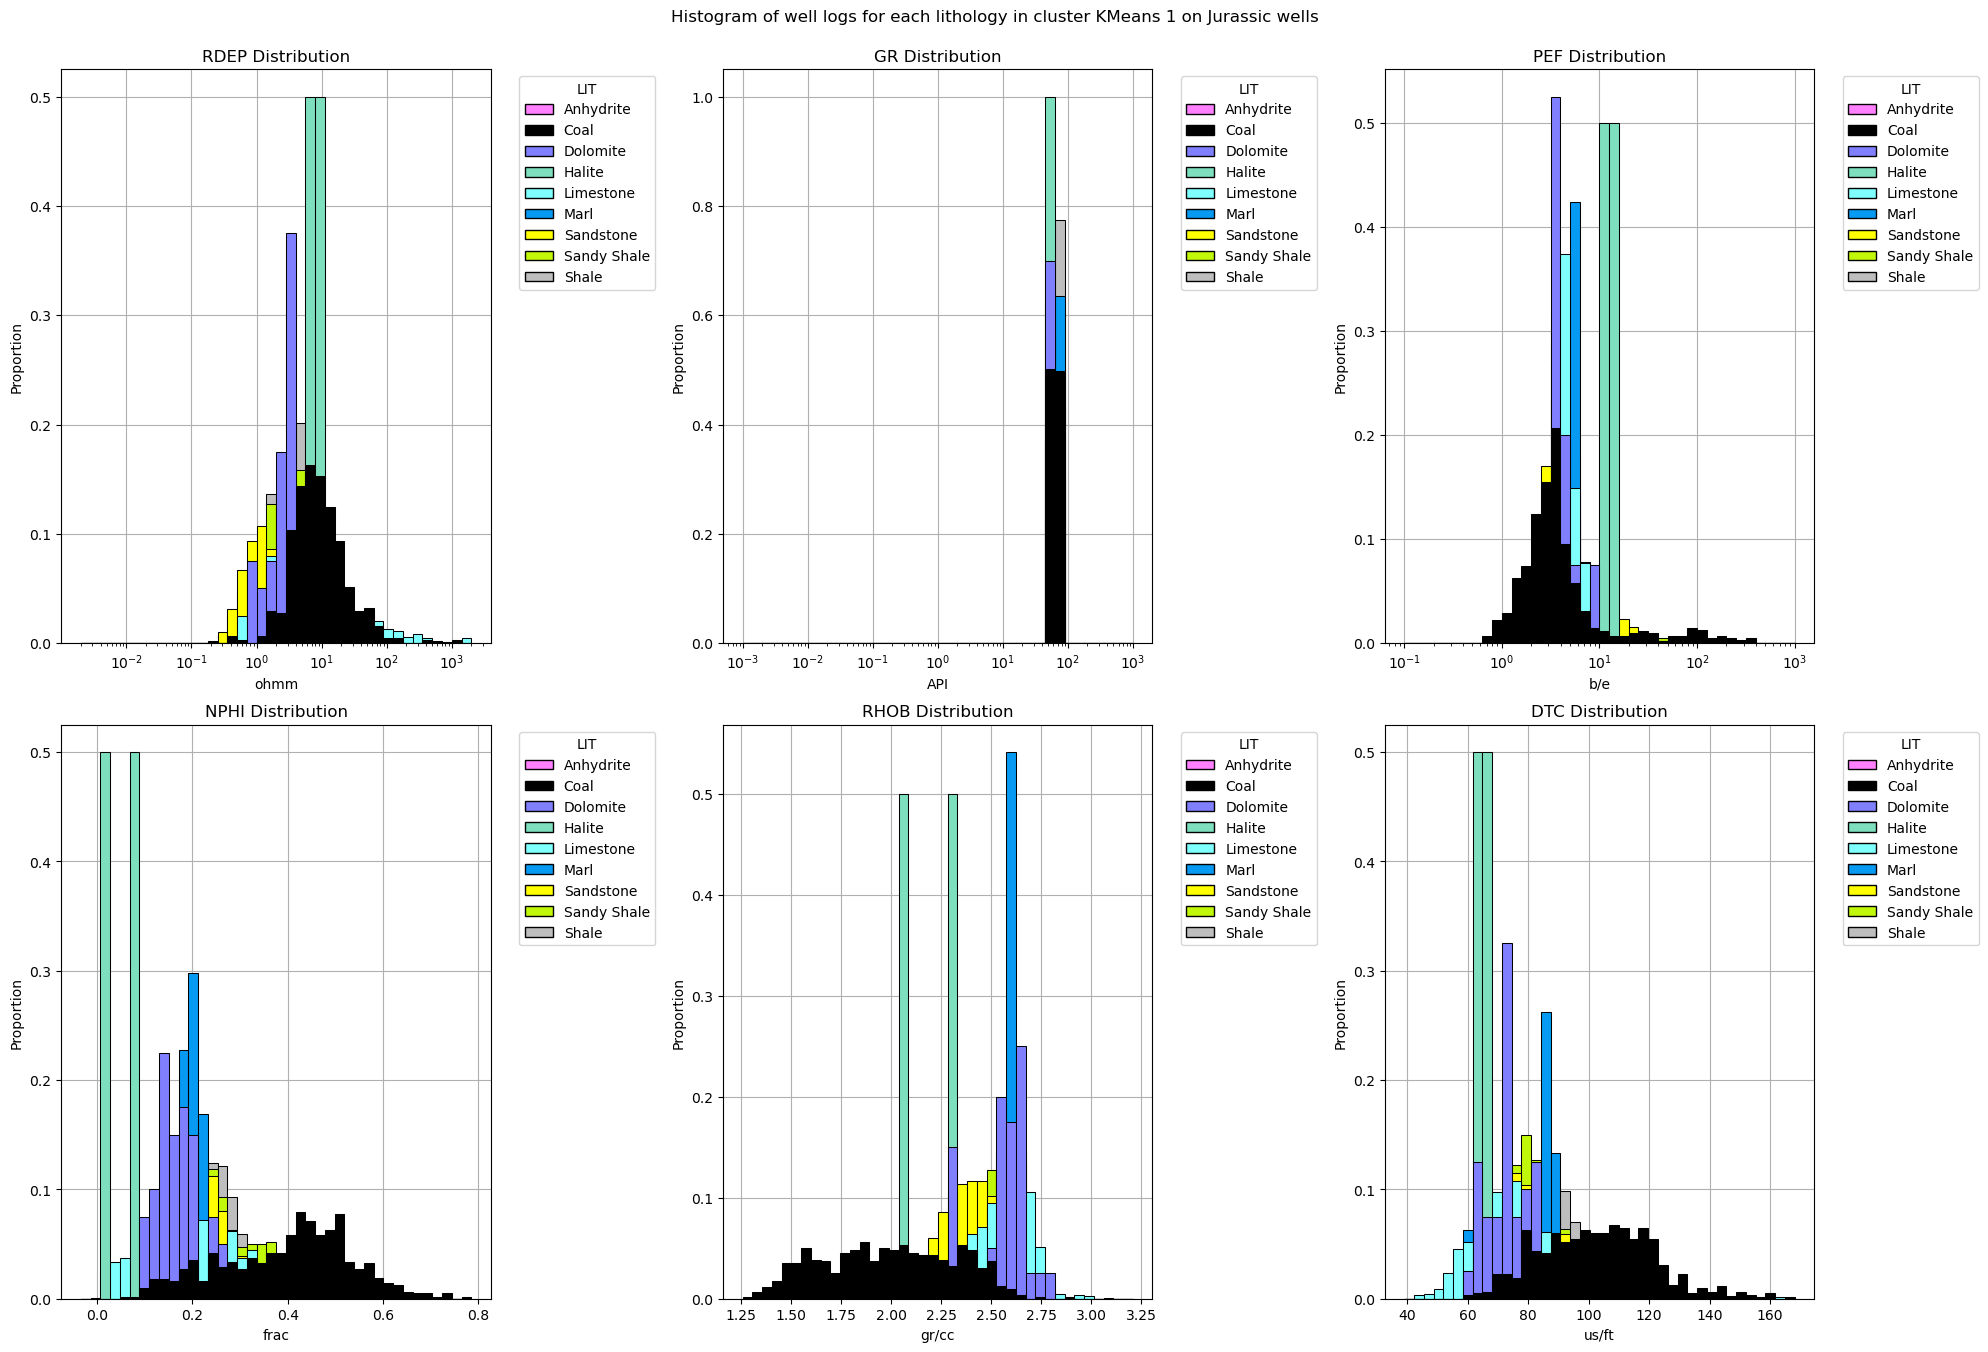 Histogram of well logs for each lithology in cluster KMeans 1 on Jurassic wells
RDEP Distribution
Proportion
0.5
0.4
0.3
0.2
0.1
0.0
10⁻² 10⁻¹ 10⁰ 10¹ 10² 10³
ohmm
LIT
Anhydrite
Coal
Dolomite
Halite
Limestone
Marl
Sandstone
Sandy Shale
Shale
GR Distribution
Proportion
1.0
0.8
0.6
0.4
0.2
0.0
10⁻³ 10⁻² 10⁻¹ 10⁰ 10¹ 10² 10³
API
LIT
Anhydrite
Coal
Dolomite
Halite
Limestone
Marl
Sandstone
Sandy Shale
Shale
PEF Distribution
Proportion
0.5
0.4
0.3
0.2
0.1
0.0
10⁻¹ 10⁰ 10¹ 10² 10³
b/e
LIT
Anhydrite
Coal
Dolomite
Halite
Limestone
Marl
Sandstone
Sandy Shale
Shale
NPHI Distribution
Proportion
0.5
0.4
0.3
0.2
0.1
0.0
0.0 0.2 0.4 0.6 0.8
frac
LIT
Anhydrite
Coal
Dolomite
Halite
Limestone
Marl
Sandstone
Sandy Shale
Shale
RHOB Distribution
Proportion
0.5
0.4
0.3
0.2
0.1
0.0
1.25 1.50 1.75 2.00 2.25 2.50 2.75 3.00 3.25
gr/cc
LIT
Anhydrite
Coal
Dolomite
Halite
Limestone
Marl
Sandstone
Sandy Shale
Shale
DTC Distribution
Proportion
0.5
0.4
0.3
0.2
0.1
0.0
40 60 80 100 120 140 160
us/ft
LIT
Anhydrite
Coal
Dolomite
Halite
Limestone
Marl
Sandstone
Sandy Shale
Shale